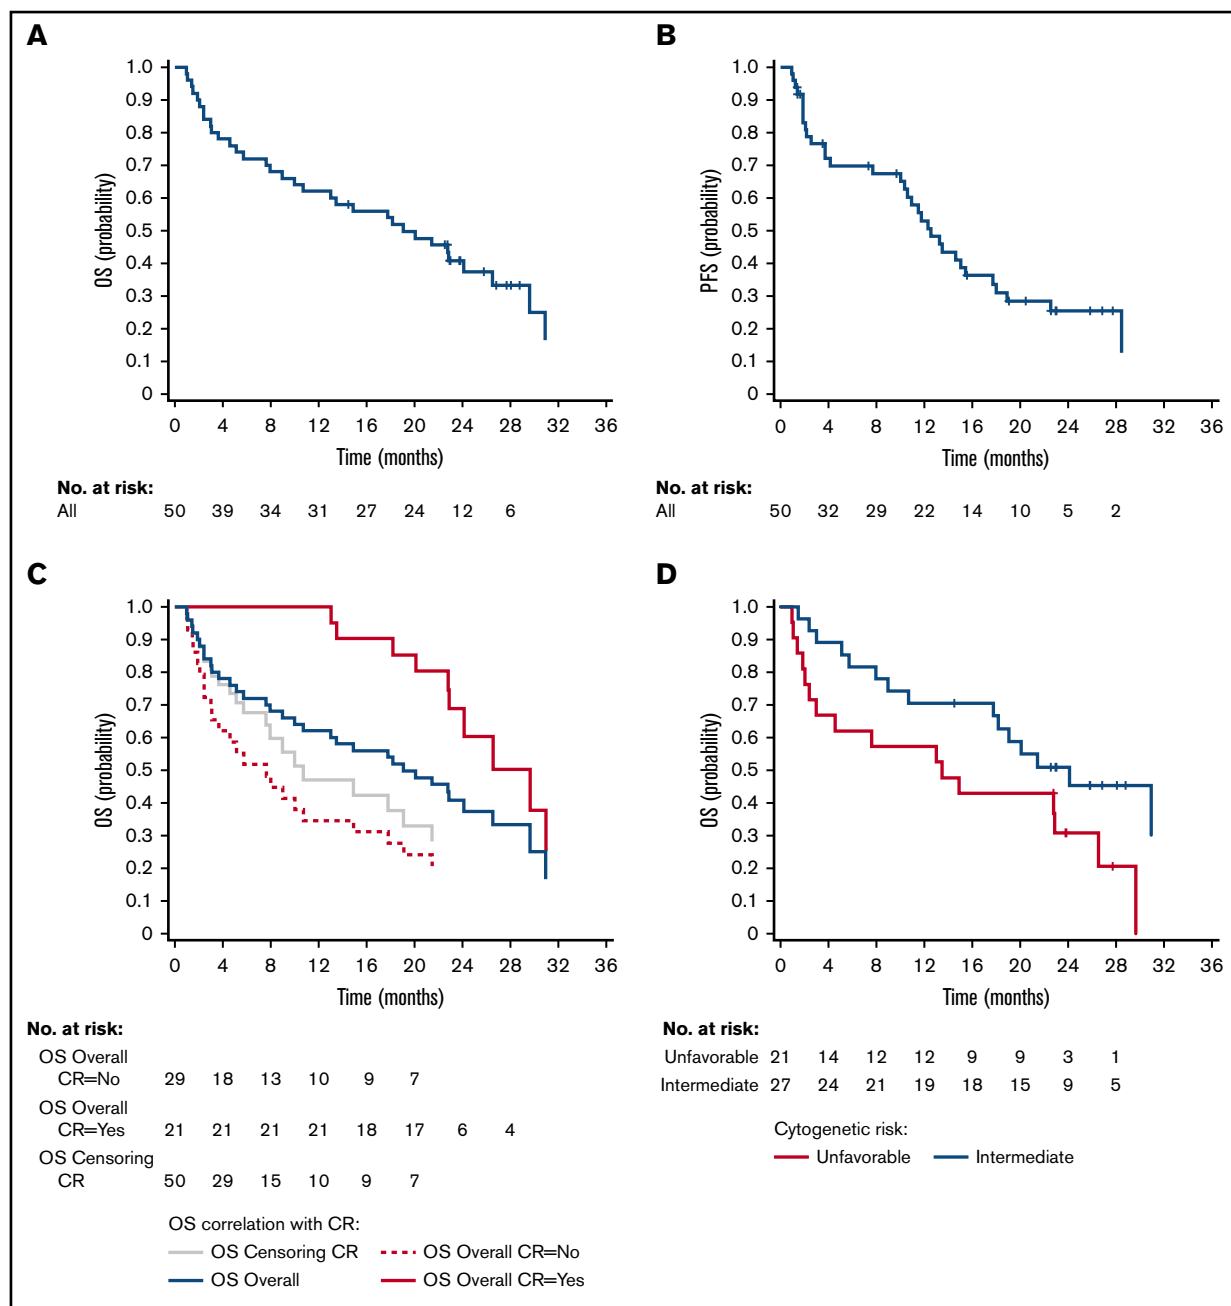 A
OS (probability)
1.0
0.9
0.8
0.7
0.6
0.5
0.4
0.3
0.2
0.1
0
0 4 8 12 16 20 24 28 32 36
Time (months)
No. at risk:
All 50 39 34 31 27 24 12 6
B
PFS (probability)
1.0
0.9
0.8
0.7
0.6
0.5
0.4
0.3
0.2
0.1
0
0 4 8 12 16 20 24 28 32 36
Time (months)
No. at risk:
All 50 32 29 22 14 10 5 2
C
OS (probability)
1.0
0.9
0.8
0.7
0.6
0.5
0.4
0.3
0.2
0.1
0
0 4 8 12 16 20 24 28 32 36
Time (months)
No. at risk:
OS Overall
CR=No 29 18 13 10 9 7
OS Overall
CR=Yes 21 21 21 21 18 17 6 4
OS Censoring
CR 50 29 15 10 9 7
OS correlation with CR:
OS Censoring CR OS Overall CR=No
OS Overall OS Overall CR=Yes
D
OS (probability)
1.0
0.9
0.8
0.7
0.6
0.5
0.4
0.3
0.2
0.1
0
0 4 8 12 16 20 24 28 32 36
Time (months)
No. at risk:
Unfavorable 21 14 12 12 9 9 3 1
Intermediate 27 24 21 19 18 15 9 5
Cytogenetic risk:
Unfavorable Intermediate